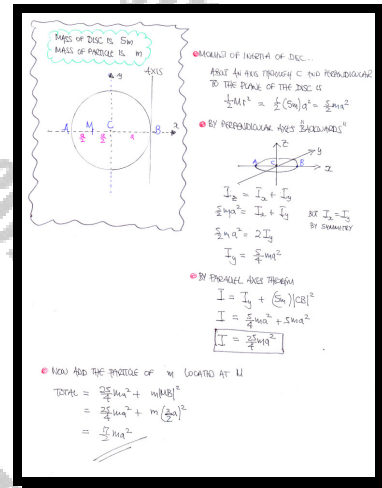 MASS OF DISC IS 5m
MASS OF PARTICLE IS m
y
AXIS
A M C B x
a/2 a/2 a
MOMENT OF INERTIA OF DISC...
ABOUT AN AXIS THROUGH C AND PERPENDICULAR
TO THE PLANE OF THE DISC IS
½Mr² = ½(5m)a² = 5/2 ma²
BY PERPENDICULAR AXES "BACKWARDS"
z
y
A C B
x
I_z = I_x + I_y
5/2 ma² = I_x + I_y BUT I_x = I_y
BY SYMMETRY
5/2 ma² = 2I_y
I_y = 5/4 ma²
BY PARALLEL AXES THEOREM
I = I_y + (5m)|CB|²
I = 5/4 ma² + 5ma²
I = 25/4 ma²
NOW ADD THE PARTICLE OF m LOCATED AT M
TOTAL = 25/4 ma² + m|MB|²
= 25/4 ma² + m(3/2 a)²
= 17/2 ma²